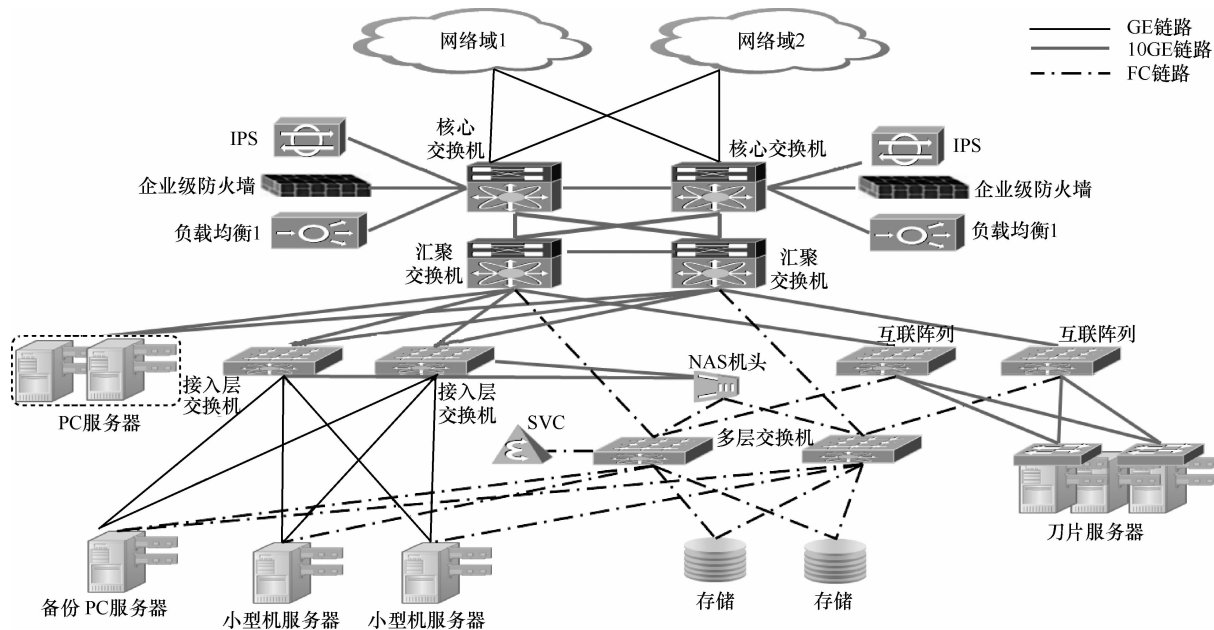 网络域1
网络域2
GE链路
10GE链路
FC链路
核心
交换机
核心交换机
IPS
IPS
企业级防火墙
企业级防火墙
负载均衡1
负载均衡1
汇聚
交换机
汇聚
交换机
互联阵列
互联阵列
NAS机头
接入层
交换机
接入层
交换机
PC服务器
SVC
多层交换机
刀片服务器
备份 PC服务器
小型机服务器
小型机服务器
存储
存储